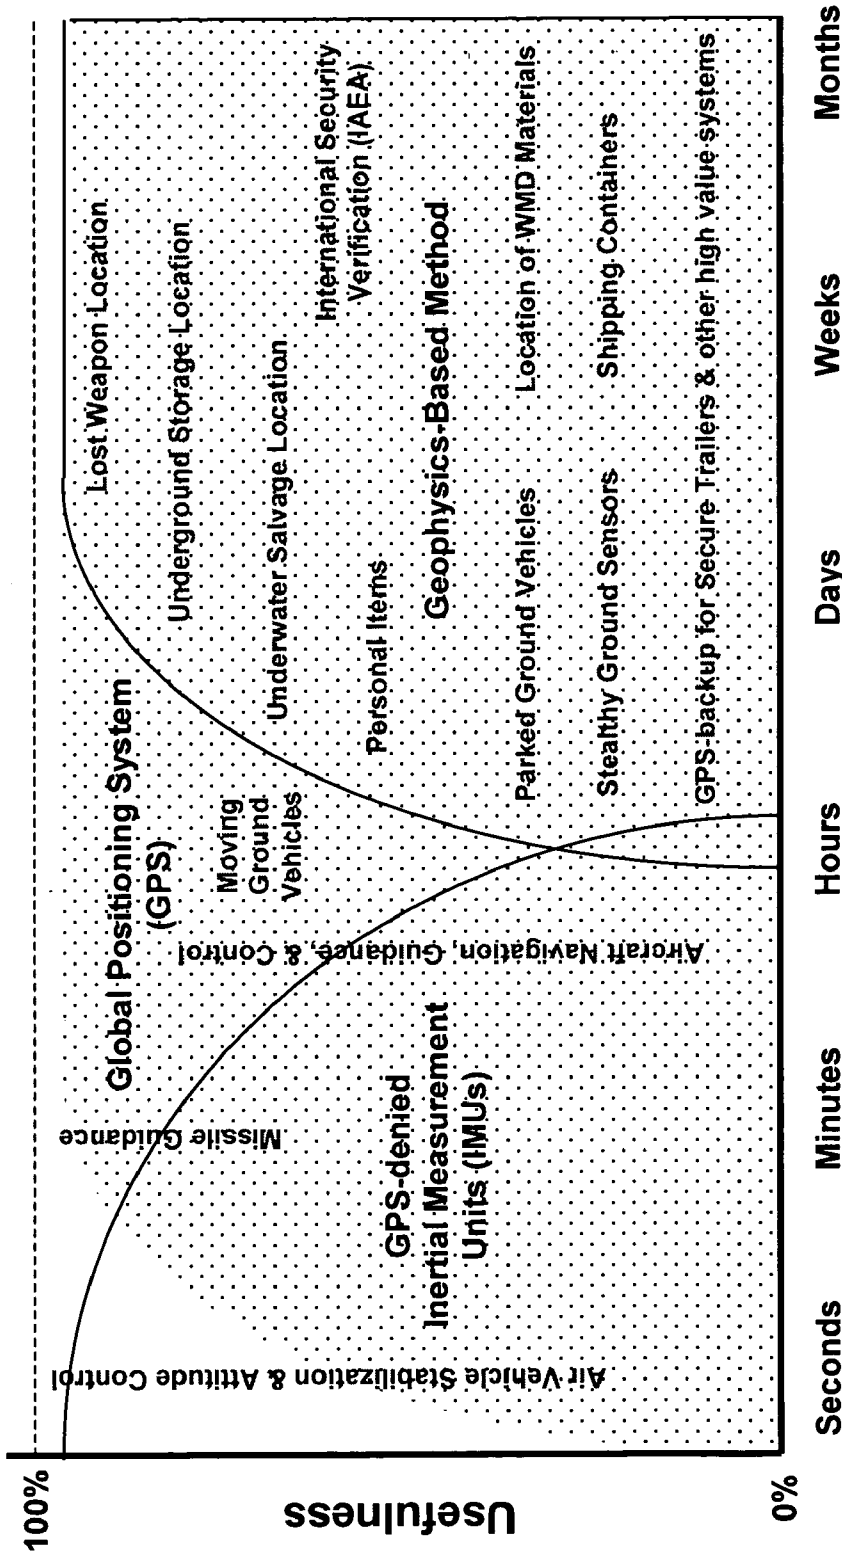 100%
Usefulness
0%
Air Vehicle Stabilization & Attitude Control
Missile Guidance
Global Positioning System
(GPS)
GPS-denied
Inertial Measurement
Units (IMUs)
Aircraft Navigation, Guidance, & Control
Moving
Ground
Vehicles
Lost Weapon Location
Underground Storage Location
Underwater Salvage Location
International Security
Verification (IAEA)
Personal Items
Geophysics-Based Method
Parked Ground Vehicles
Location of WMD Materials
Stealthy Ground Sensors
Shipping Containers
GPS-backup for Secure Trailers & other high value systems
Seconds
Minutes
Hours
Days
Weeks
Months